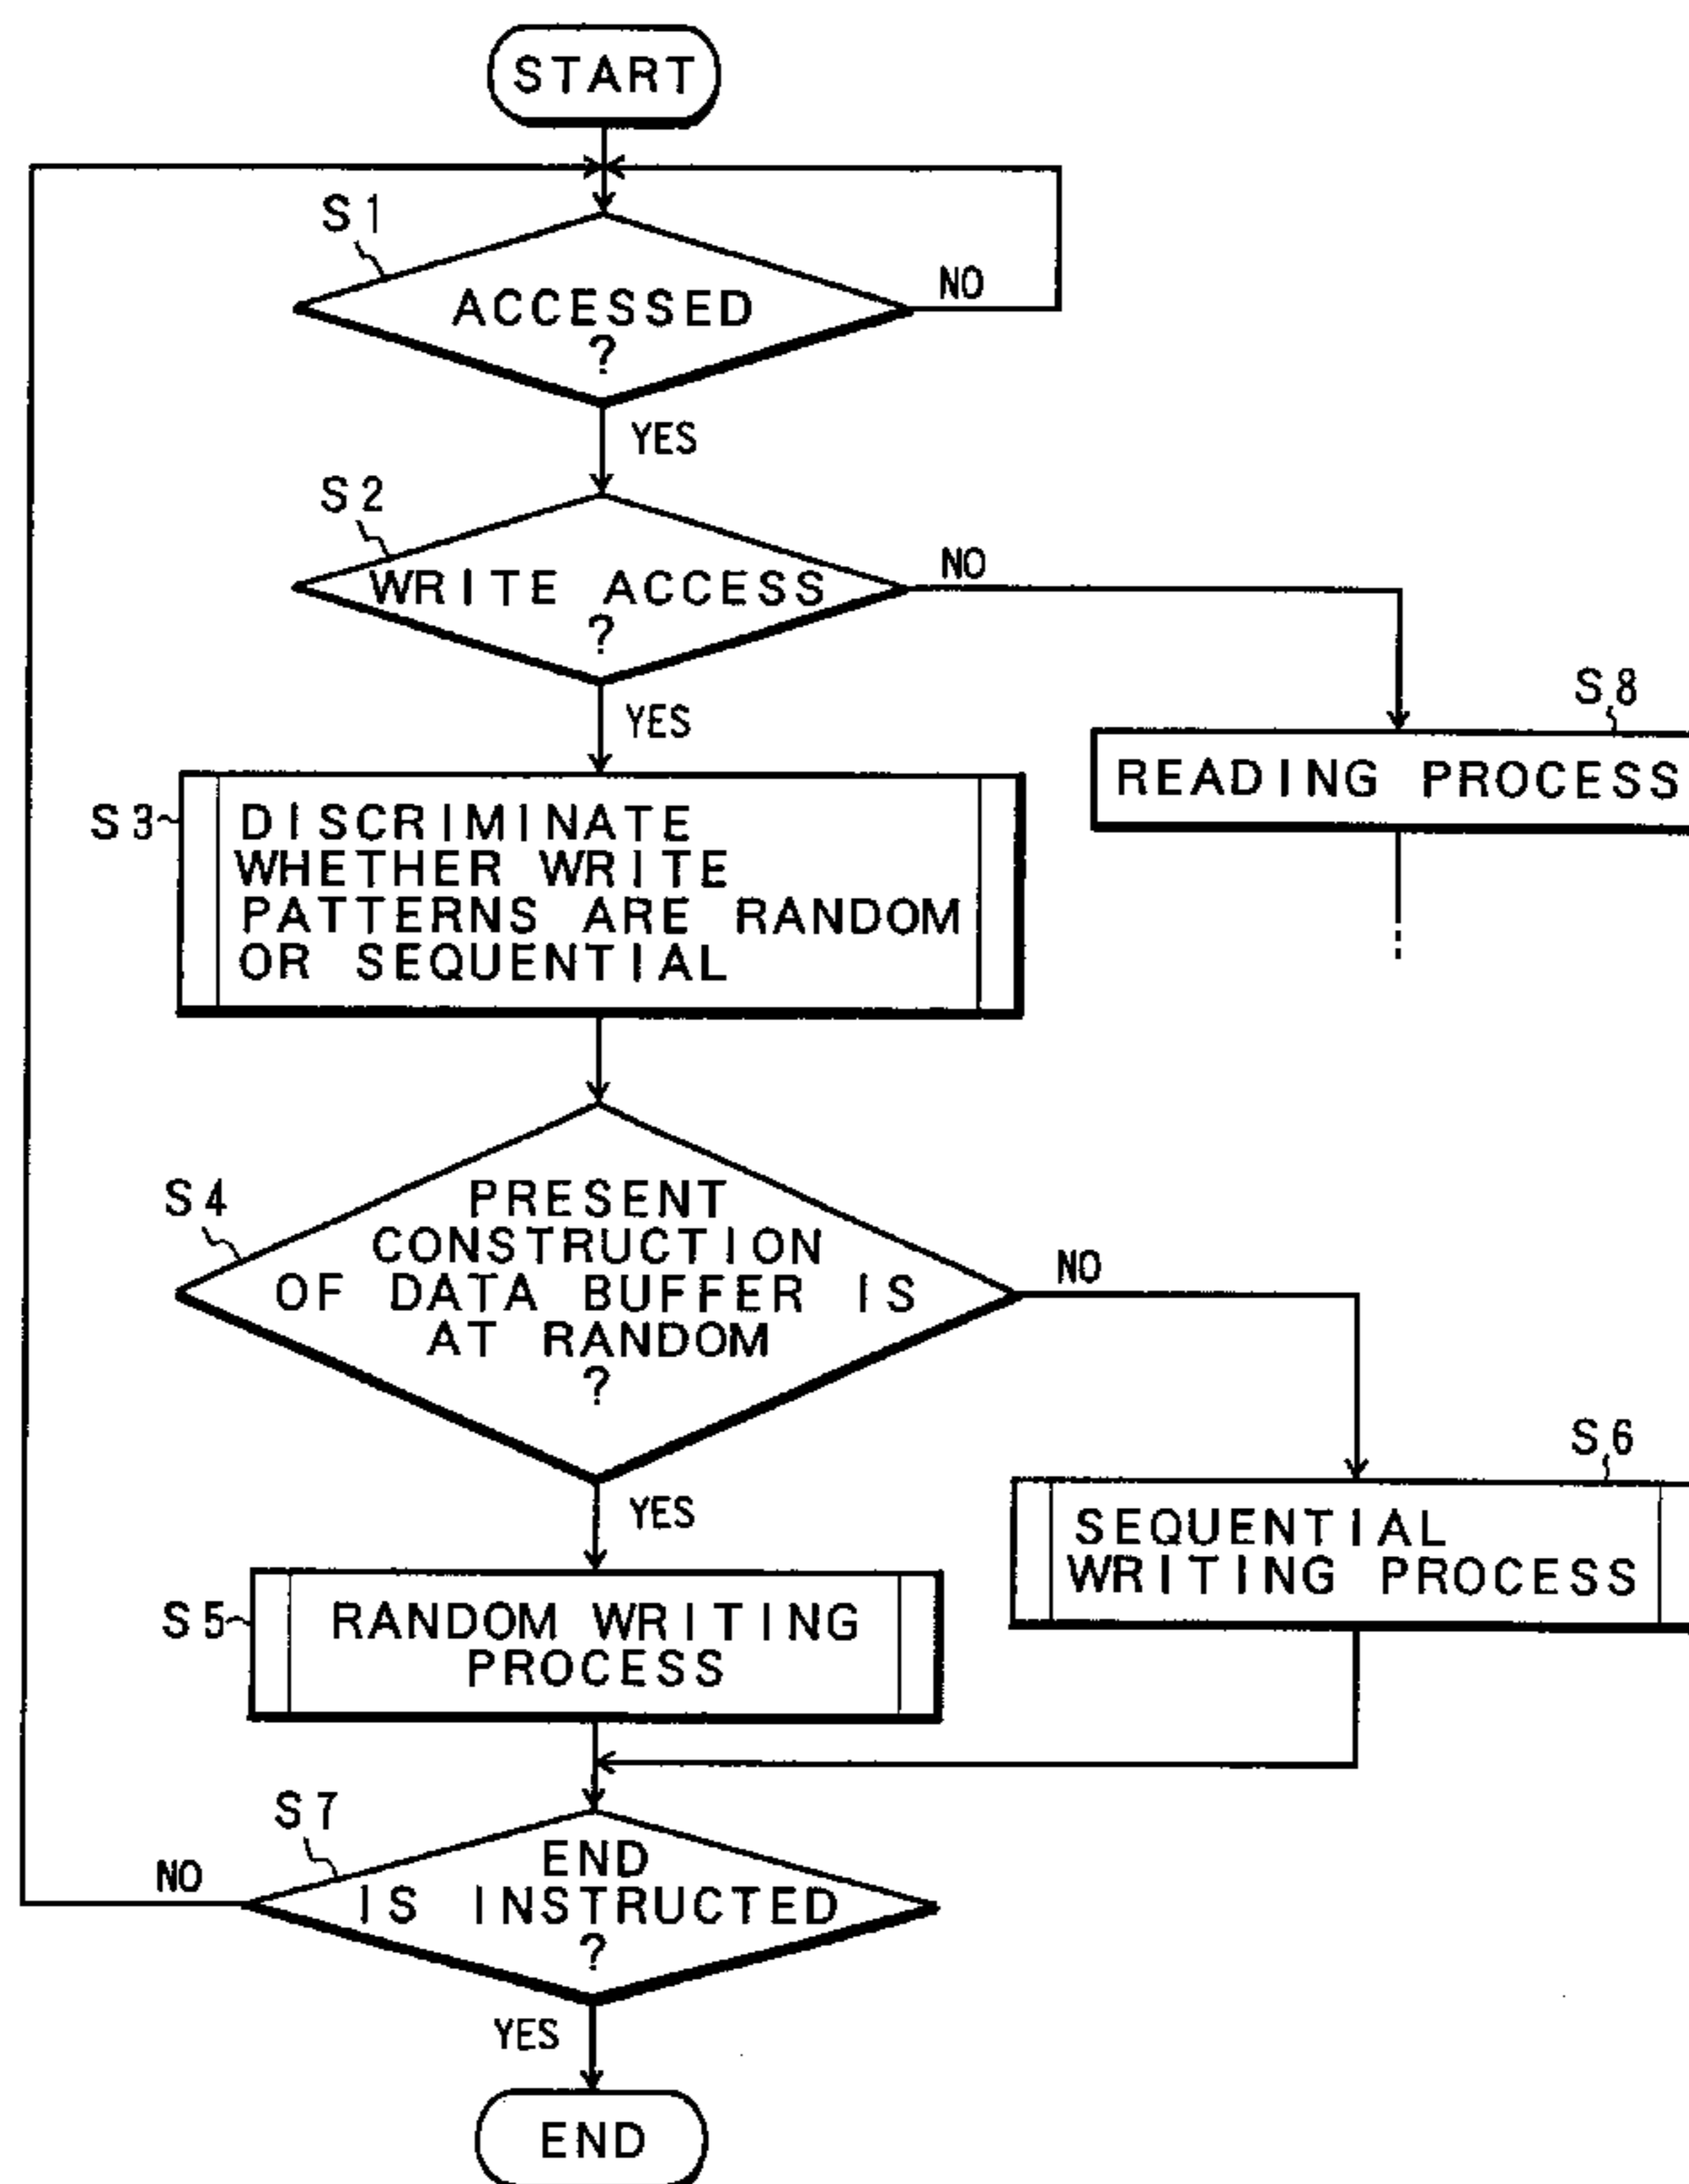 START
S1
ACCESSED
?
NO
YES
S2
WRITE ACCESS
?
NO
YES
S8
READING PROCESS
S3
DISCRIMINATE
WHETHER WRITE
PATTERNS ARE RANDOM
OR SEQUENTIAL
S4
PRESENT
CONSTRUCTION
OF DATA BUFFER IS
AT RANDOM
?
NO
YES
S6
SEQUENTIAL
WRITING PROCESS
S5
RANDOM WRITING
PROCESS
S7
END
IS INSTRUCTED
?
NO
YES
END